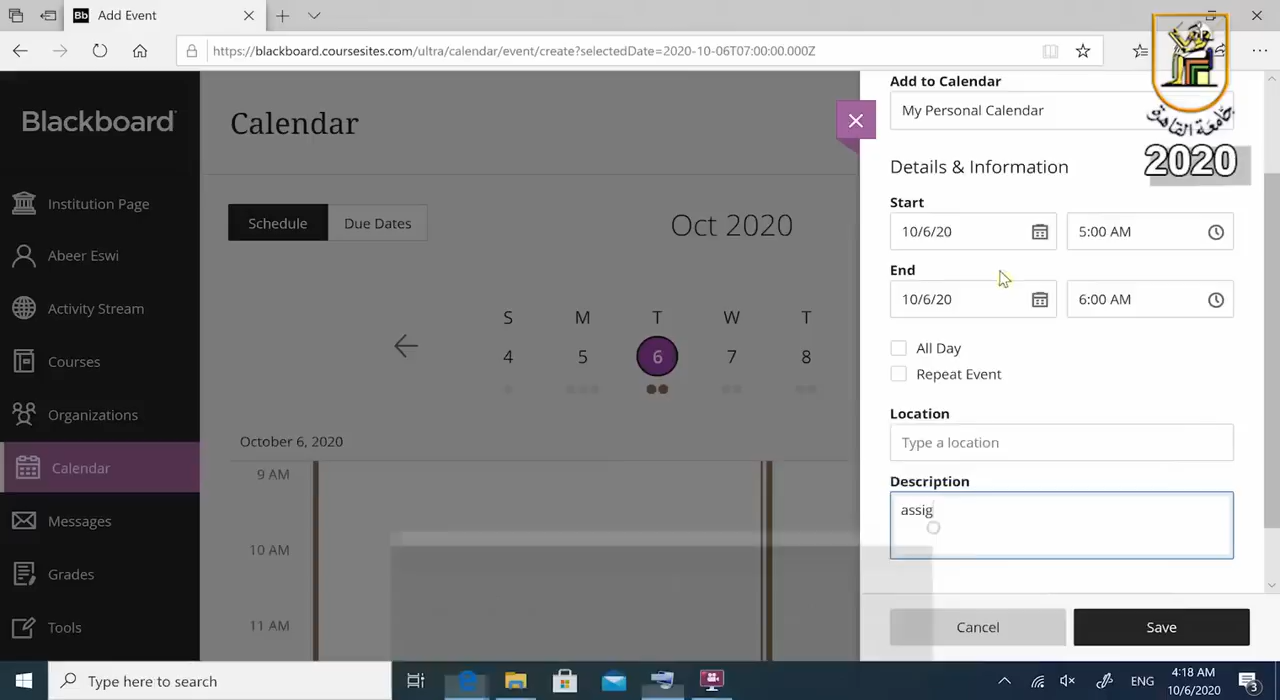 Add Event
https://blackboard.coursesites.com/ultra/calendar/event/create?selectedDate=2020-10-06T07:00:00.000Z
Blackboard
Institution Page
Abeer Eswi
Activity Stream
Courses
Organizations
Calendar
Messages
Grades
Tools
Calendar
Schedule
Due Dates
Oct 2020
S M T W T
4 5 6 7 8
October 6, 2020
9 AM
10 AM
11 AM
Add to Calendar
My Personal Calendar
Details & Information
Start
10/6/20 5:00 AM
End
10/6/20 6:00 AM
All Day
Repeat Event
Location
Type a location
Description
assig
Cancel
Save
جامعة القاهرة
2020
Type here to search
ENG
4:18 AM
10/6/2020
3
Bb